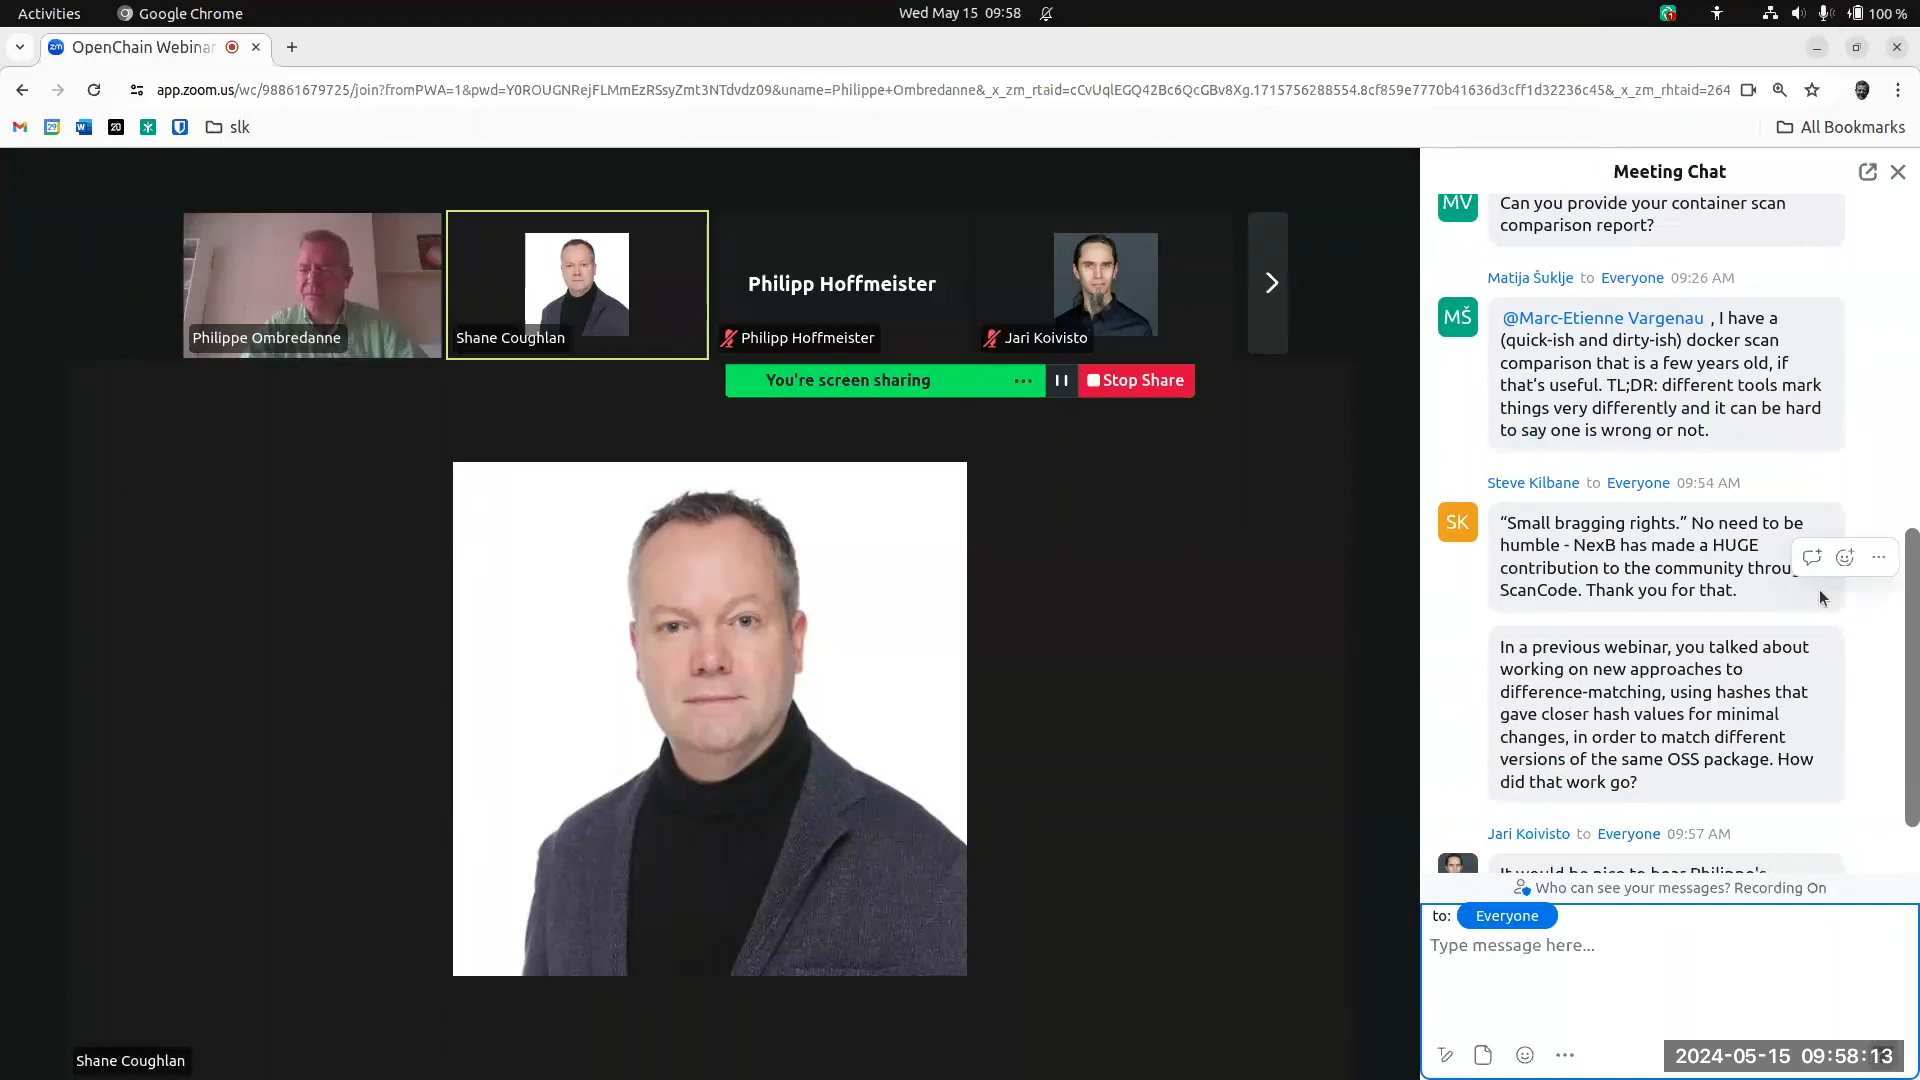 Activities
Google Chrome
Wed May 15 09:58
100 %
OpenChain Webinar
app.zoom.us/wc/98861679725/join?fromPWA=1&pwd=Y0ROUGNRejFLMmEzRSsyZmt3NTdvdz09&uname=Philippe+Ombredanne&_x_zm_rtaid=cCvUqlEGQ42Bc6QcGBv8Xg.1715756288554.8cf859e7770b41636d3cff1d32236c45&_x_zm_rhtaid=264
slk
All Bookmarks
Philippe Ombredanne
Shane Coughlan
Philipp Hoffmeister
Philipp Hoffmeister
Jari Koivisto
You're screen sharing
Stop Share
Shane Coughlan
Meeting Chat
MV
Can you provide your container scan
comparison report?
Matija Šuklje to Everyone 09:26 AM
MŠ
@Marc-Etienne Vargenau , I have a
(quick-ish and dirty-ish) docker scan
comparison that is a few years old, if
that's useful. TL;DR: different tools mark
things very differently and it can be hard
to say one is wrong or not.
Steve Kilbane to Everyone 09:54 AM
SK
“Small bragging rights.” No need to be
humble - NexB has made a HUGE
contribution to the community throu
ScanCode. Thank you for that.
In a previous webinar, you talked about
working on new approaches to
difference-matching, using hashes that
gave closer hash values for minimal
changes, in order to match different
versions of the same OSS package. How
did that work go?
Jari Koivisto to Everyone 09:57 AM
It would be nice to hear Philippe's
Who can see your messages? Recording On
to: Everyone
Type message here...
2024-05-15 09:58:13